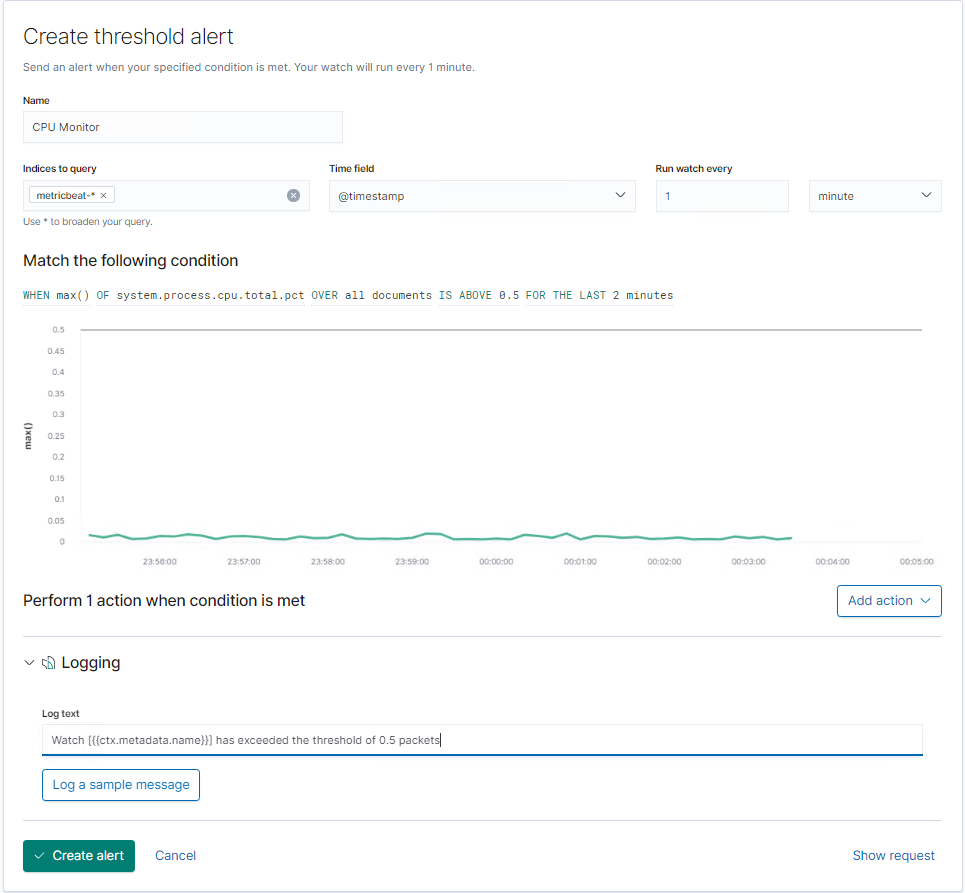 Create threshold alert
Send an alert when your specified condition is met. Your watch will run every 1 minute.
Name
CPU Monitor
Indices to query Time field Run watch every
metricbeat-* × @timestamp 1 minute
Use * to broaden your query.
Match the following condition
WHEN max() OF system.process.cpu.total.pct OVER all documents IS ABOVE 0.5 FOR THE LAST 2 minutes
0.5
0.45
0.4
0.35
0.3
0.25
0.2
0.15
0.1
0.05
0
max()
23:56:00 23:57:00 23:58:00 23:59:00 00:00:00 00:01:00 00:02:00 00:03:00 00:04:00 00:05:00
Perform 1 action when condition is met Add action
Logging
Log text
Watch [{{ctx.metadata.name}}] has exceeded the threshold of 0.5 packets
Log a sample message
Create alert Cancel Show request